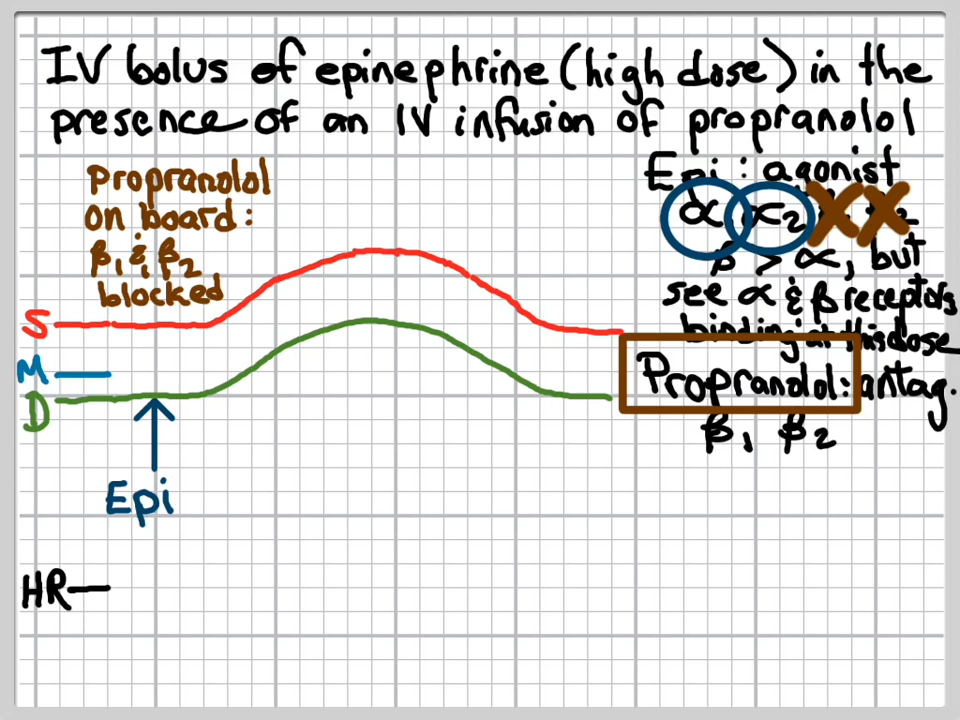 IV bolus of epinephrine (high dose) in the
presence of an IV infusion of propranolol
Propranolol
on board:
β₁ & β₂
blocked
Epi : agonist
α α₂
β > α, but
see α & β receptors
binding at this dose
Propranolol: antag.
β₁ β₂
S
M
D
Epi
HR